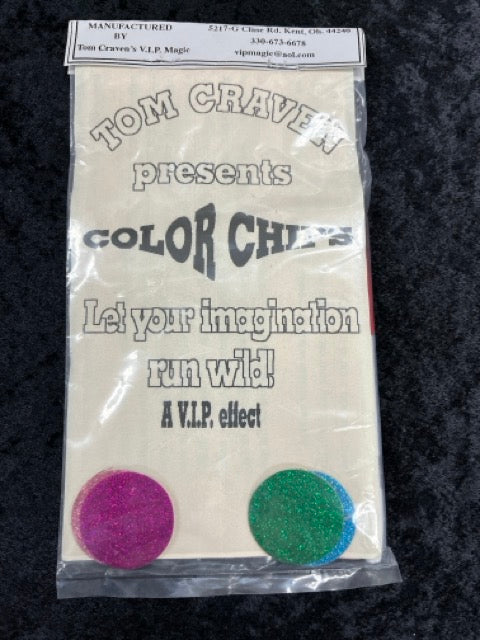 MANUFACTURED
BY
Tom Craven's V.I.P. Magic
5217-G Cline Rd. Kent, Oh. 44240
330-673-6678
vipmagic@aol.com
TOM CRAVEN
presents
COLOR CHIPS
Let your imagination
run wild!
A V.I.P. effect